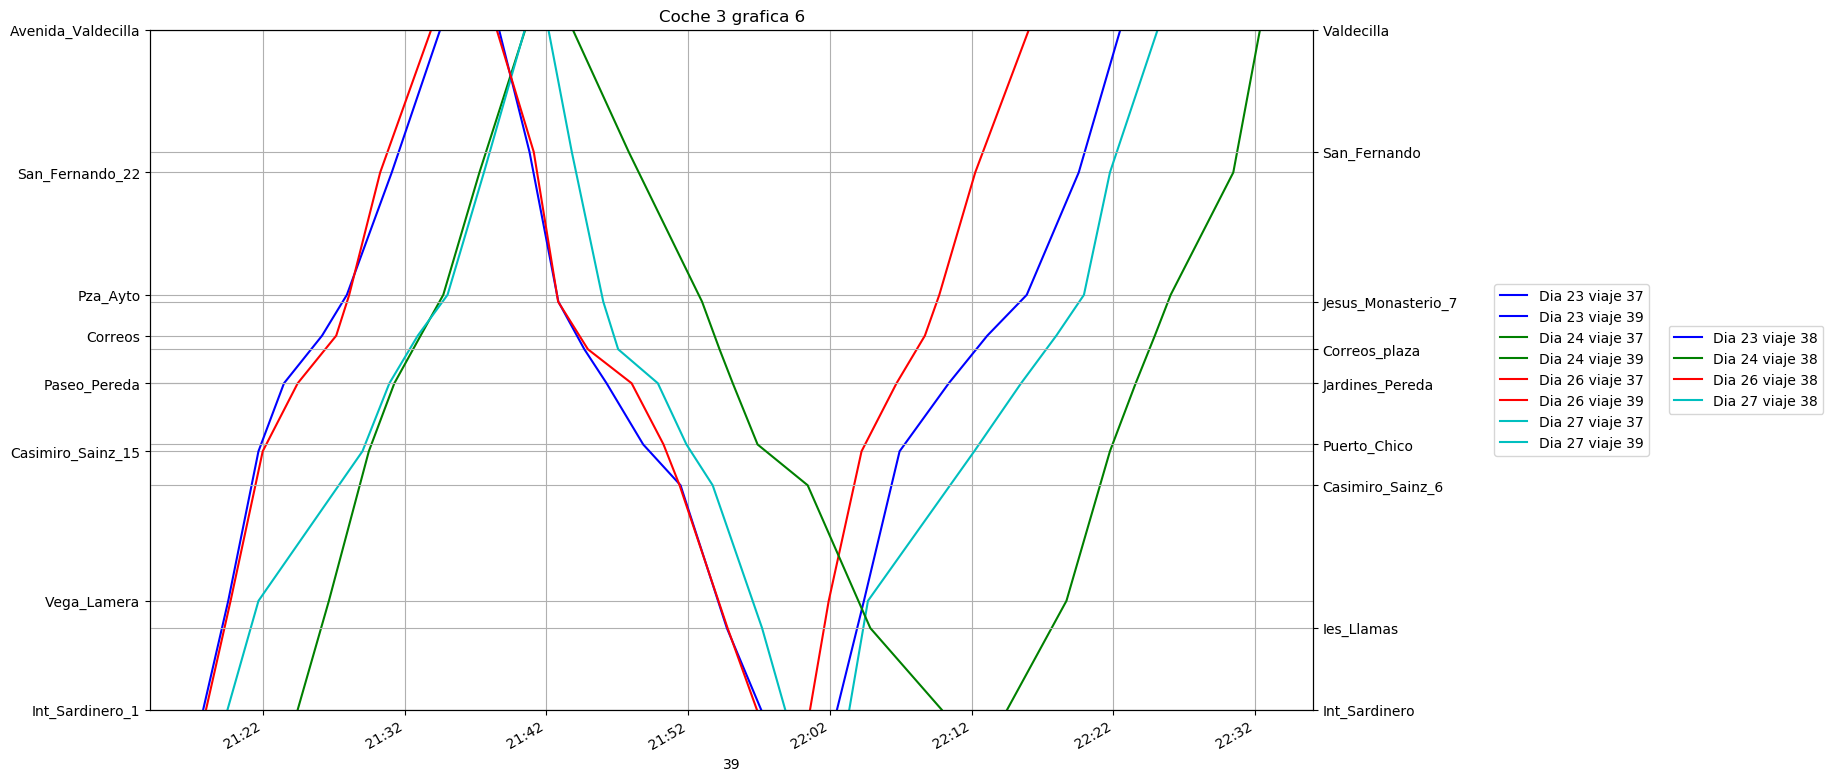 Coche 3 grafica 6
Avenida_Valdecilla
San_Fernando_22
Pza_Ayto
Correos
Paseo_Pereda
Casimiro_Sainz_15
Vega_Lamera
Int_Sardinero_1
Valdecilla
San_Fernando
Jesus_Monasterio_7
Correos_plaza
Jardines_Pereda
Puerto_Chico
Casimiro_Sainz_6
Ies_Llamas
Int_Sardinero
21:22
21:32
21:42
21:52
22:02
22:12
22:22
22:32
39
Dia 23 viaje 37
Dia 23 viaje 39
Dia 24 viaje 37
Dia 24 viaje 39
Dia 26 viaje 37
Dia 26 viaje 39
Dia 27 viaje 37
Dia 27 viaje 39
Dia 23 viaje 38
Dia 24 viaje 38
Dia 26 viaje 38
Dia 27 viaje 38